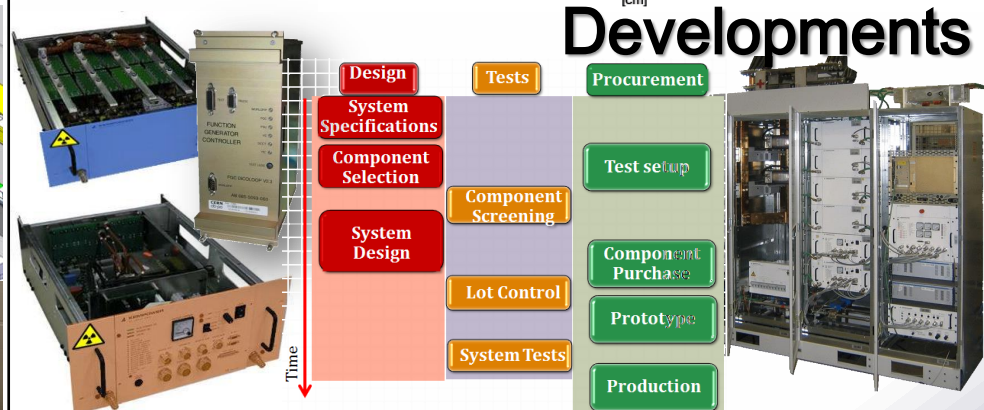 [cm]
Developments
Design
Tests
Procurement
System
Specifications
Component
Selection
Test setup
Component
Screening
System
Design
Component
Purchase
Lot Control
Prototype
System Tests
Production
Time
FUNCTION
GENERATOR
CONTROLLER